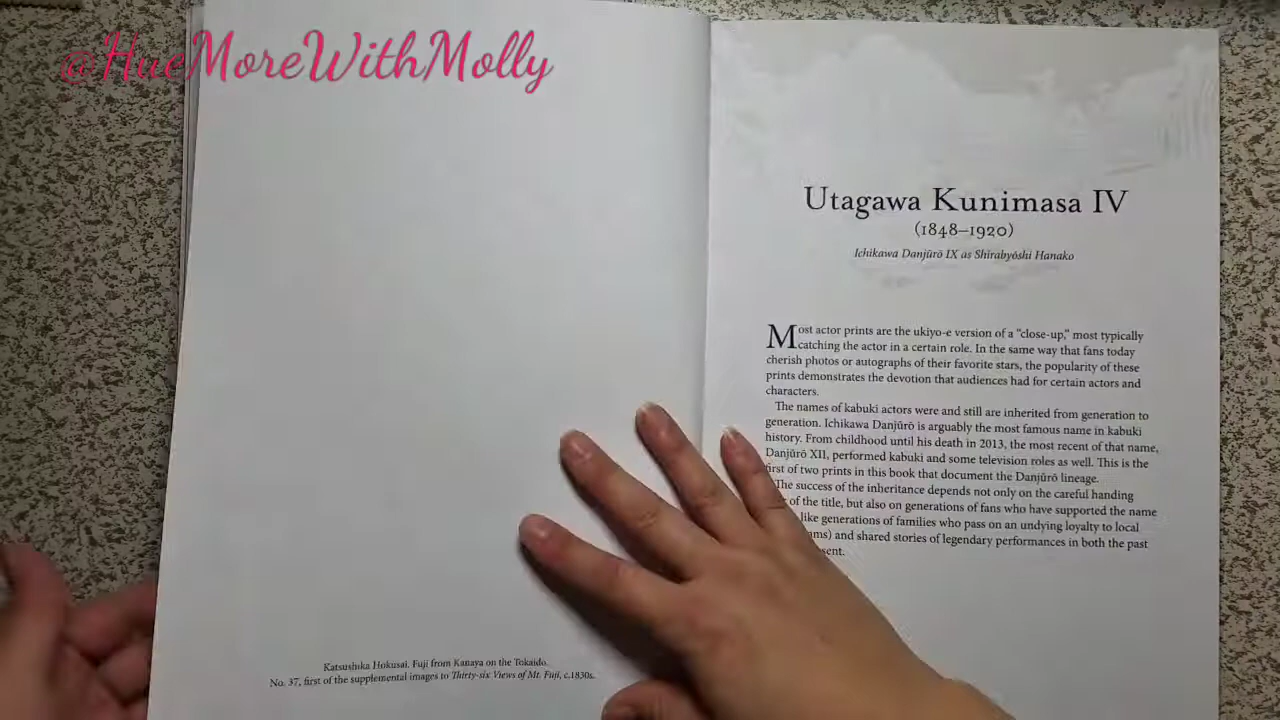 @HueMoreWithMolly
Katsushika Hokusai. Fuji from Kanaya on the Tokaido.
No. 37, first of the supplemental images to Thirty-six Views of Mt. Fuji, c.1830s.
Utagawa Kunimasa IV
(1848–1920)
Ichikawa Danjūrō IX as Shirabyōshi Hanako
Most actor prints are the ukiyo-e version of a "close-up," most typically
catching the actor in a certain role. In the same way that fans today
cherish photos or autographs of their favorite stars, the popularity of these
prints demonstrates the devotion that audiences had for certain actors and
characters.
The names of kabuki actors were and still are inherited from generation to
generation. Ichikawa Danjūrō is arguably the most famous name in kabuki
history. From childhood until his death in 2013, the most recent of that name,
Danjūrō XII, performed kabuki and some television roles as well. This is the
first of two prints in this book that document the Danjūrō lineage.
The success of the inheritance depends not only on the careful handing
of the title, but also on generations of fans who have supported the name
like generations of families who pass on an undying loyalty to local
and shared stories of legendary performances in both the past